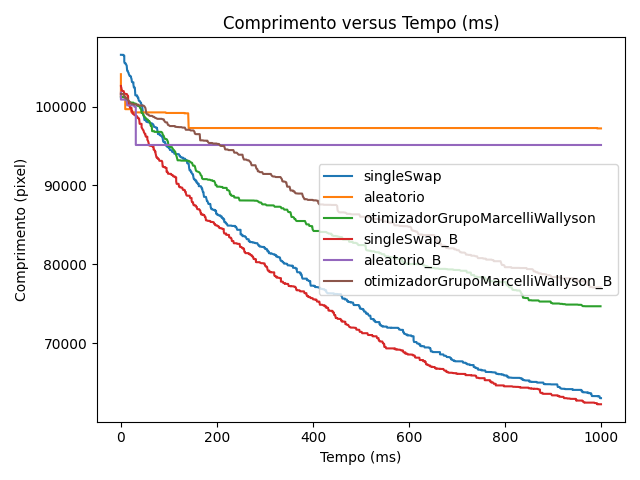 Comprimento versus Tempo (ms)
Comprimento (pixel)
100000
90000
80000
70000
singleSwap
aleatorio
otimizadorGrupoMarcelliWallyson
singleSwap_B
aleatorio_B
otimizadorGrupoMarcelliWallyson_B
0 200 400 600 800 1000
Tempo (ms)